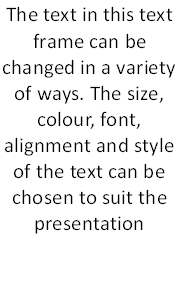 The text in this text
frame can be
changed in a variety
of ways. The size,
colour, font,
alignment and style
of the text can be
chosen to suit the
presentation